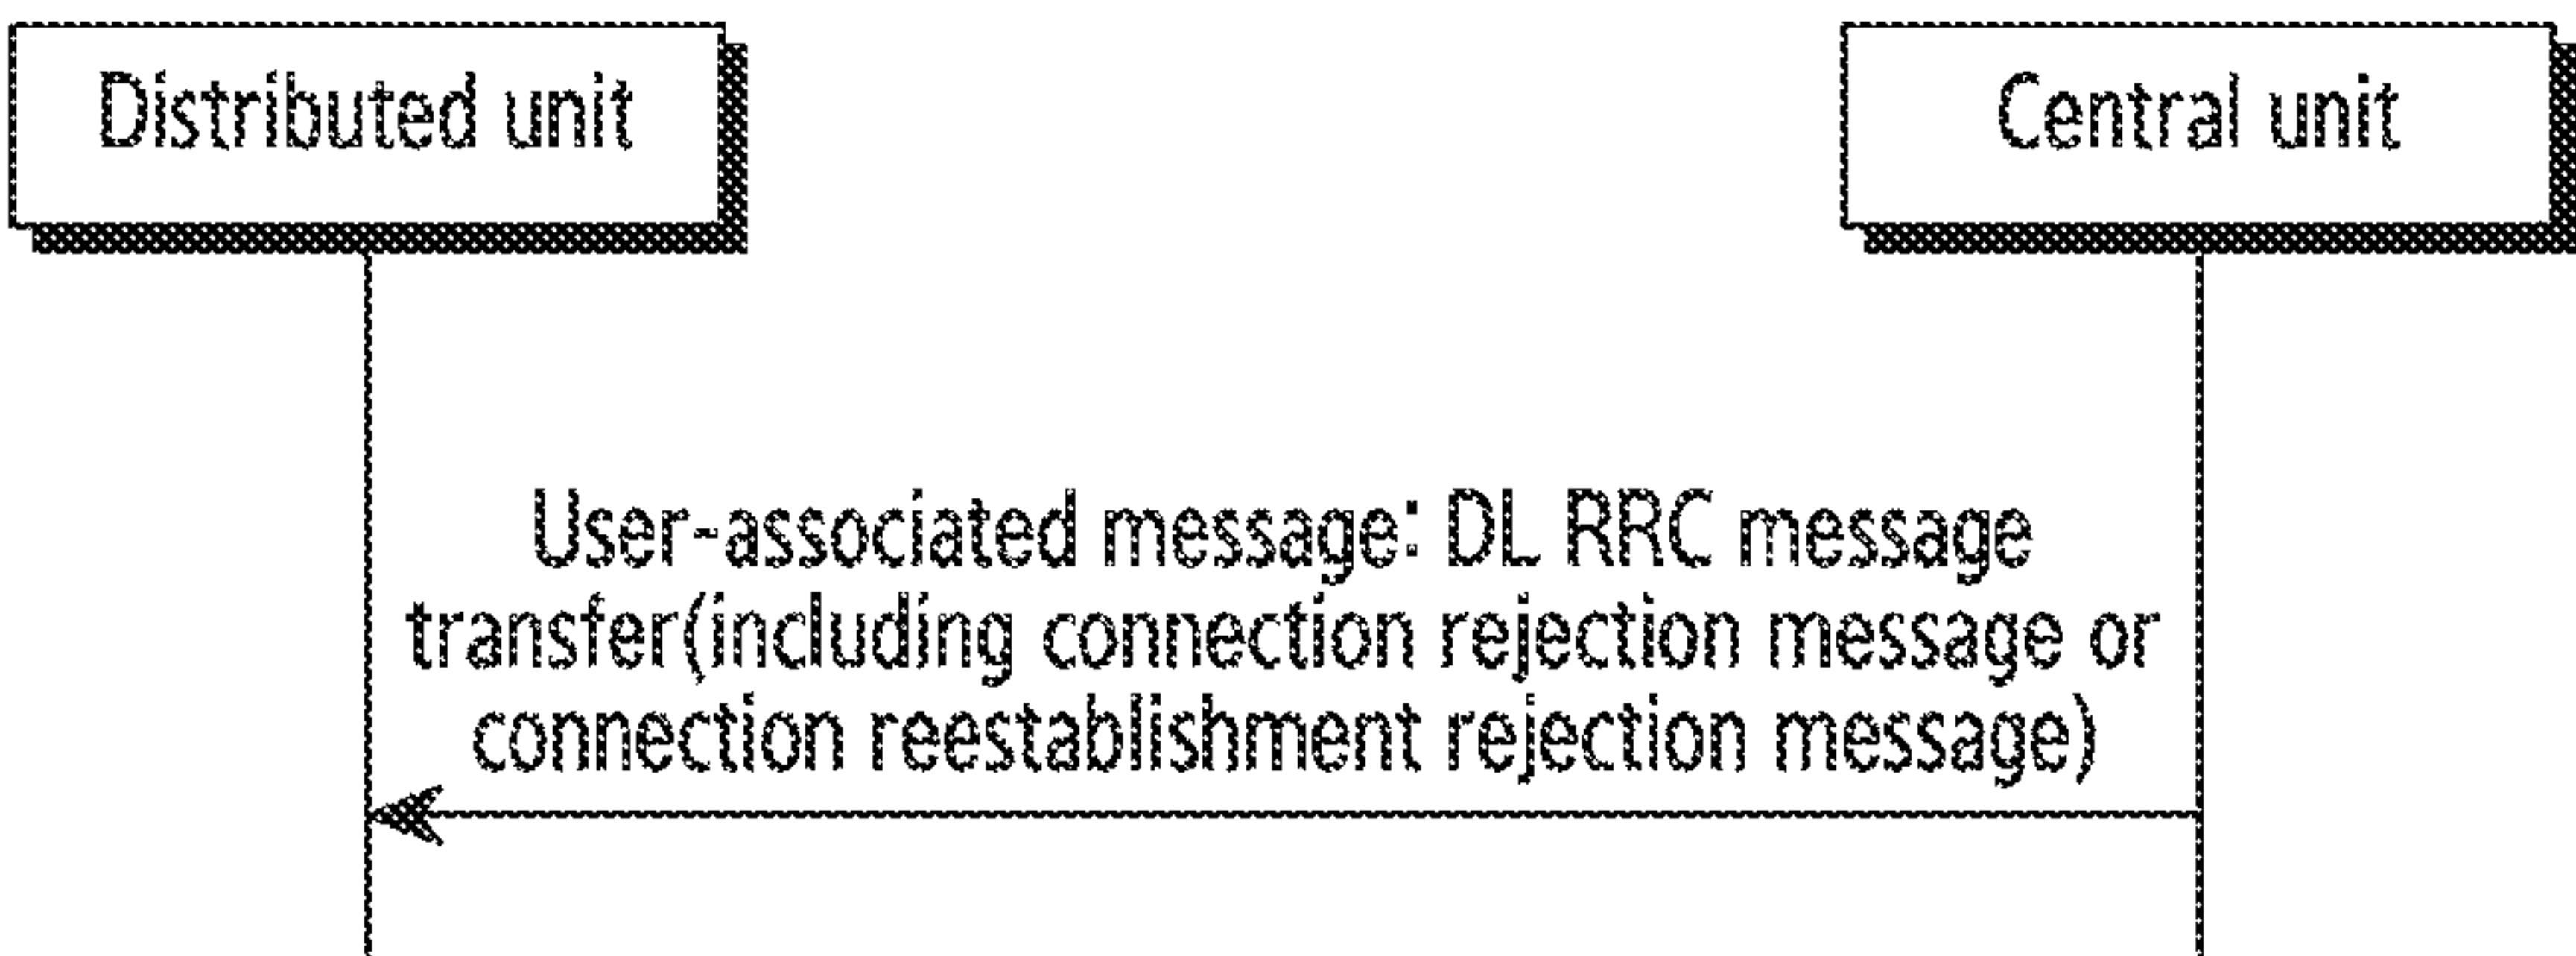 Distributed unit
Central unit
User-associated message: DL RRC message
transfer(including connection rejection message or
connection reestablishment rejection message)